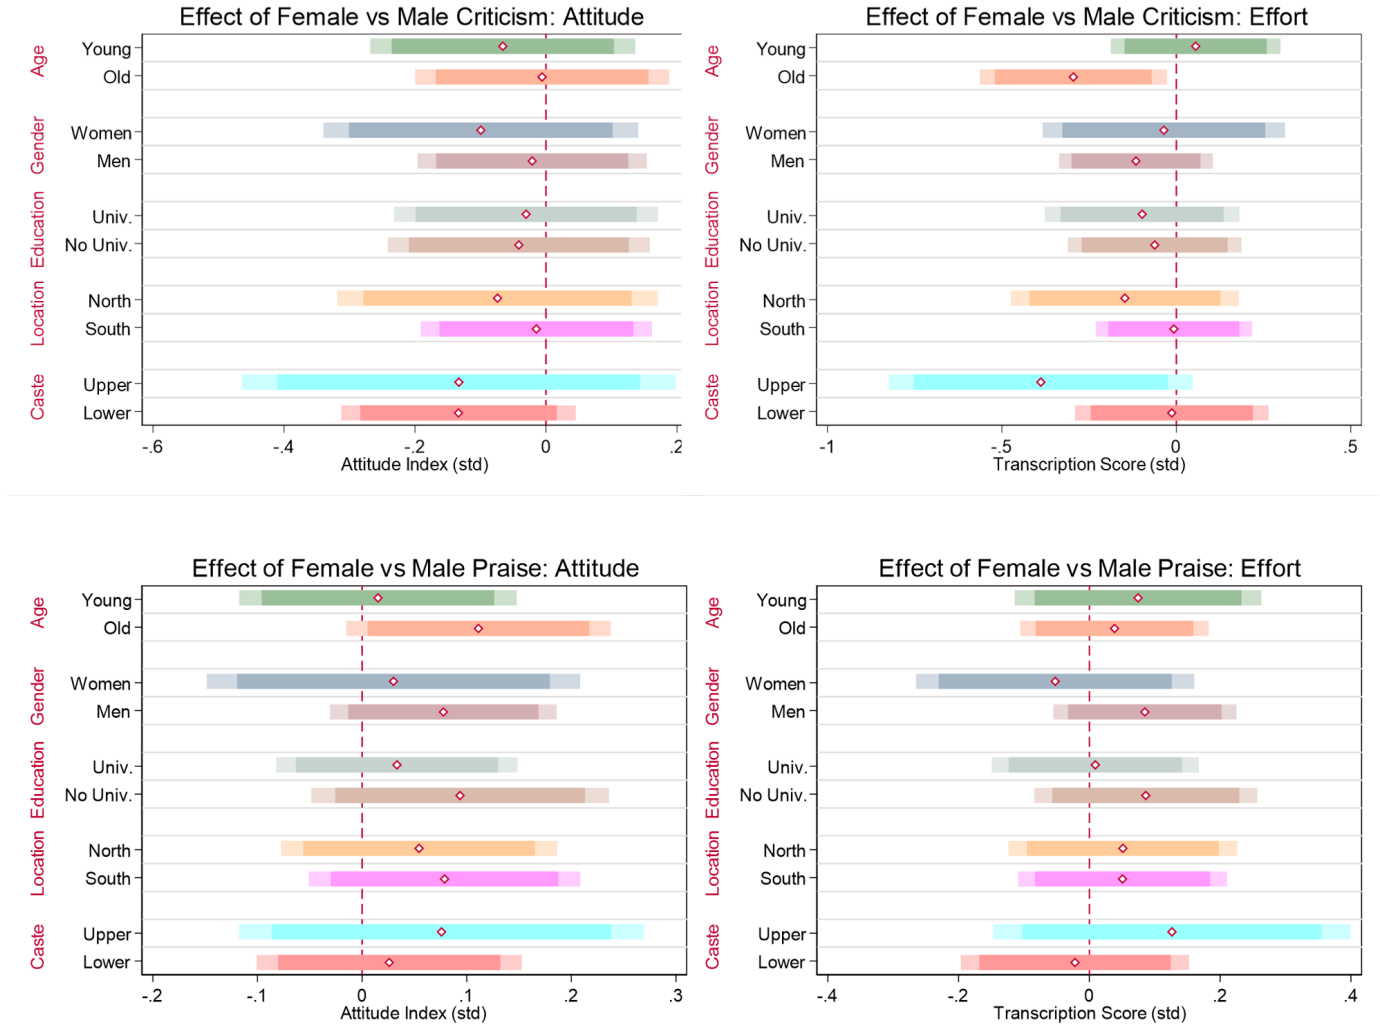 Effect of Female vs Male Criticism: Attitude
Age
Young
Old
Gender
Women
Men
Education
Univ.
No Univ.
Location
North
South
Caste
Upper
Lower
-.6 -.4 -.2 0 .2
Attitude Index (std)
Effect of Female vs Male Criticism: Effort
Age
Young
Old
Gender
Women
Men
Education
Univ.
No Univ.
Location
North
South
Caste
Upper
Lower
-1 -.5 0 .5
Transcription Score (std)
Effect of Female vs Male Praise: Attitude
Age
Young
Old
Gender
Women
Men
Education
Univ.
No Univ.
Location
North
South
Caste
Upper
Lower
-.2 -.1 0 .1 .2 .3
Attitude Index (std)
Effect of Female vs Male Praise: Effort
Age
Young
Old
Gender
Women
Men
Education
Univ.
No Univ.
Location
North
South
Caste
Upper
Lower
-.4 -.2 0 .2 .4
Transcription Score (std)